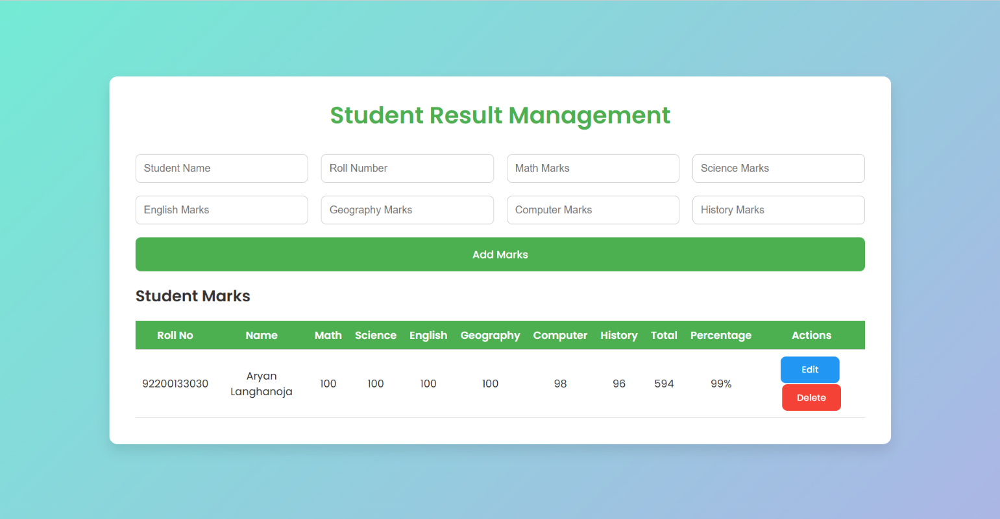 Student Result Management
Student Name Roll Number Math Marks Science Marks
English Marks Geography Marks Computer Marks History Marks
Add Marks
Student Marks
Roll No Name Math Science English Geography Computer History Total Percentage Actions
92200133030 Aryan Langhanoja 100 100 100 100 98 96 594 99% Edit
Delete